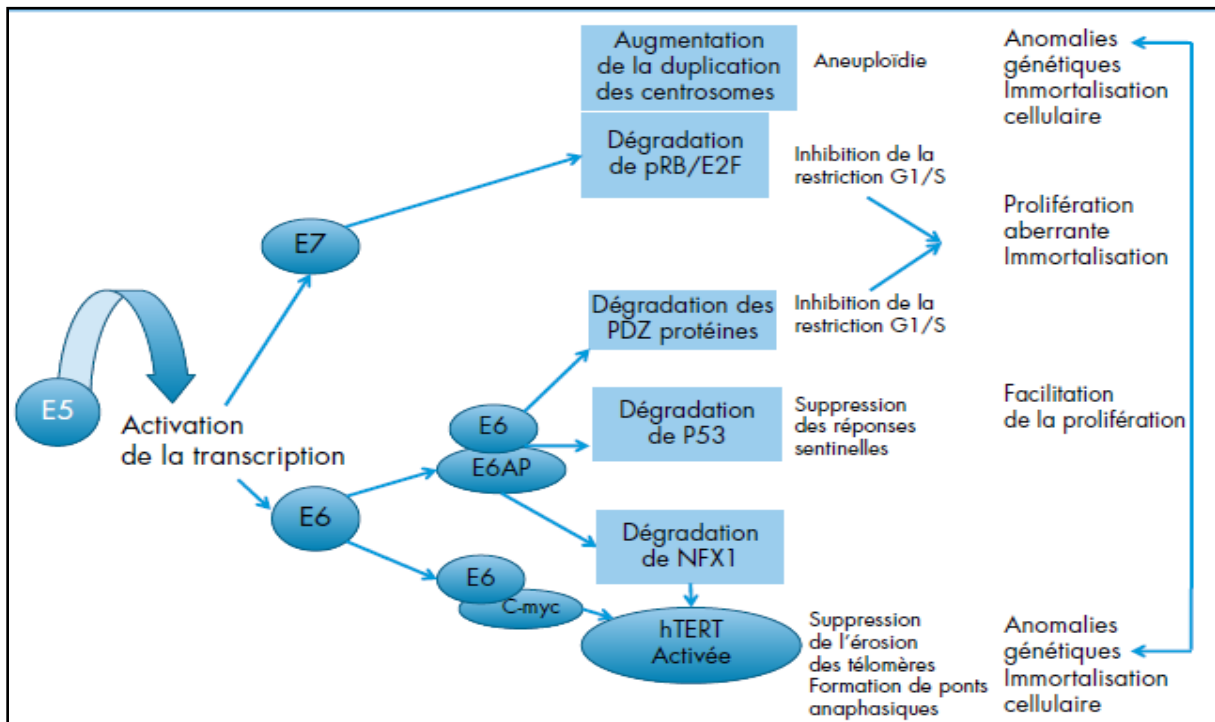 Augmentation
de la duplication
des centrosomes
Aneuploïdie
Anomalies
génétiques
Immortalisation
cellulaire
Dégradation
de pRB/E2F
Inhibition de la
restriction G1/S
E7
Prolifération
aberrante
Immortalisation
Dégradation des
PDZ protéines
Inhibition de la
restriction G1/S
E5
Activation
de la transcription
E6
E6AP
Dégradation
de P53
Suppression
des réponses
sentinelles
Facilitation
de la prolifération
E6
Dégradation
de NFX1
E6
C-myc
hTERT
Activée
Suppression
de l'érosion
des télomères
Formation de ponts
anaphasiques
Anomalies
génétiques
Immortalisation
cellulaire